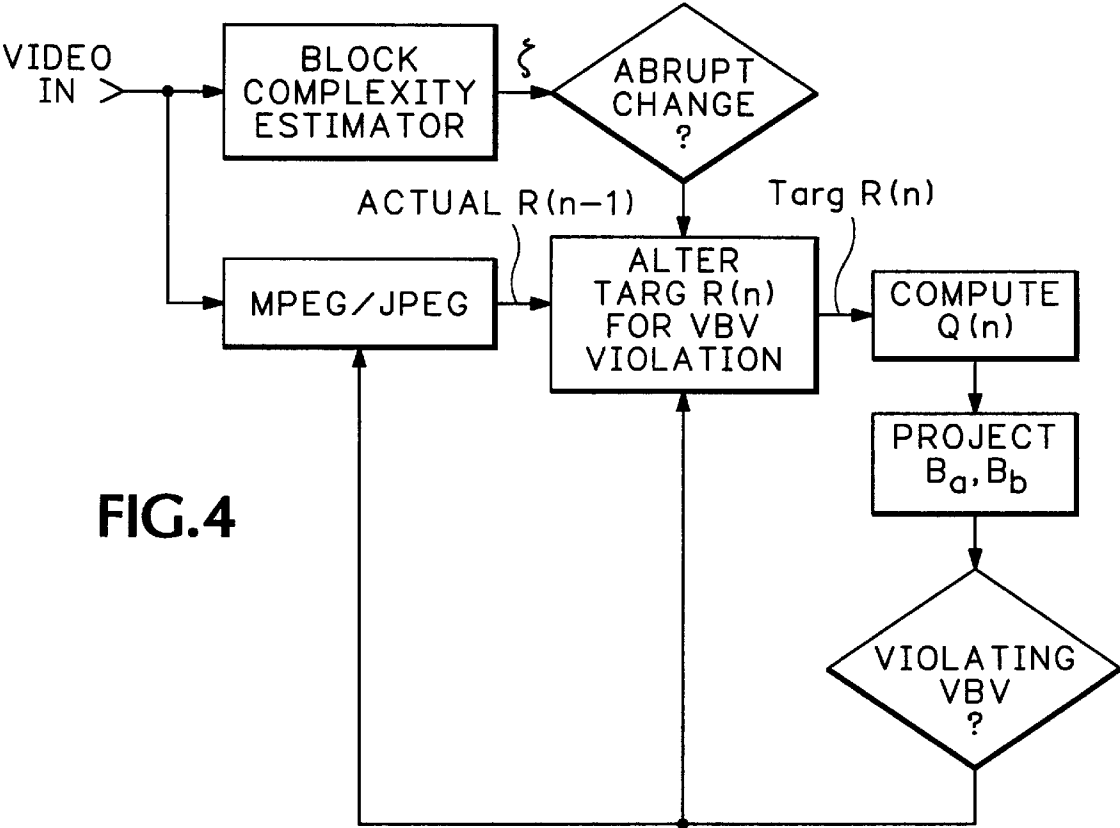 VIDEO
IN
BLOCK
COMPLEXITY
ESTIMATOR
ζ
ABRUPT
CHANGE
?
ACTUAL R(n-1)
Targ R(n)
MPEG/JPEG
ALTER
TARG R(n)
FOR VBV
VIOLATION
COMPUTE
Q(n)
PROJECT
Ba, Bb
VIOLATING
VBV
?
FIG.4